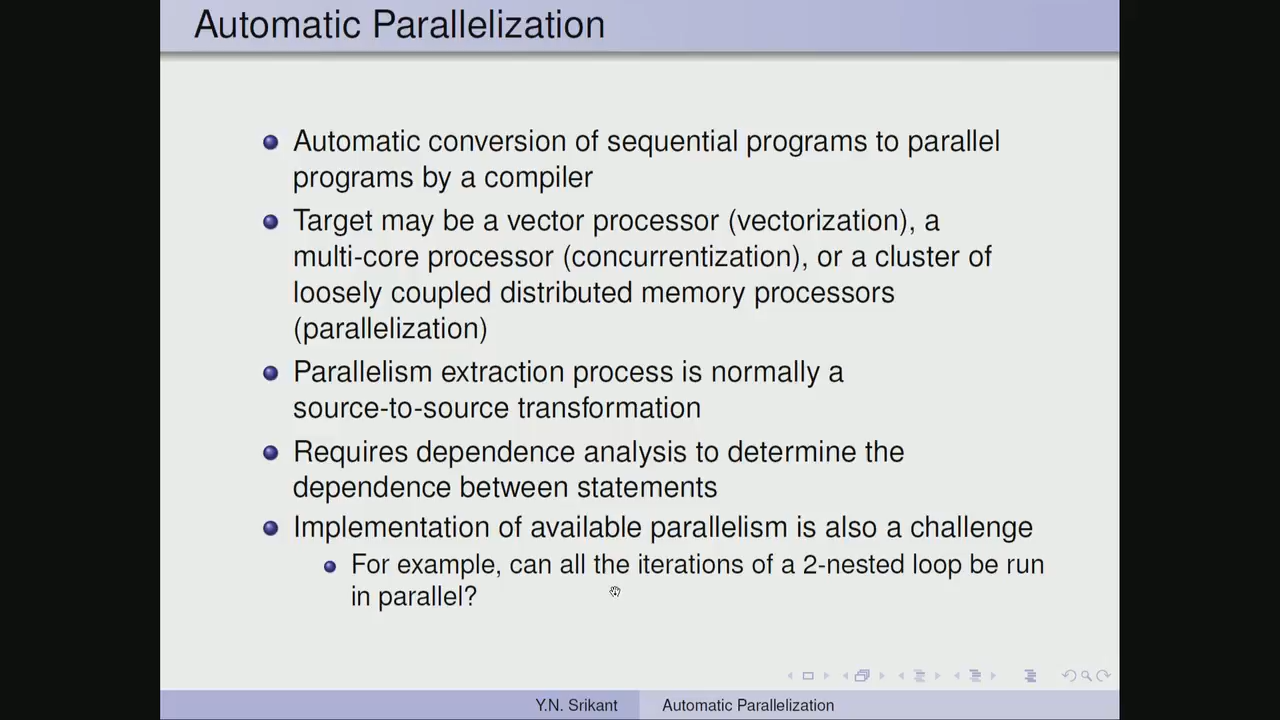 Automatic Parallelization
Automatic conversion of sequential programs to parallel
programs by a compiler
Target may be a vector processor (vectorization), a
multi-core processor (concurrentization), or a cluster of
loosely coupled distributed memory processors
(parallelization)
Parallelism extraction process is normally a
source-to-source transformation
Requires dependence analysis to determine the
dependence between statements
Implementation of available parallelism is also a challenge
For example, can all the iterations of a 2-nested loop be run
in parallel?
Y.N. Srikant Automatic Parallelization